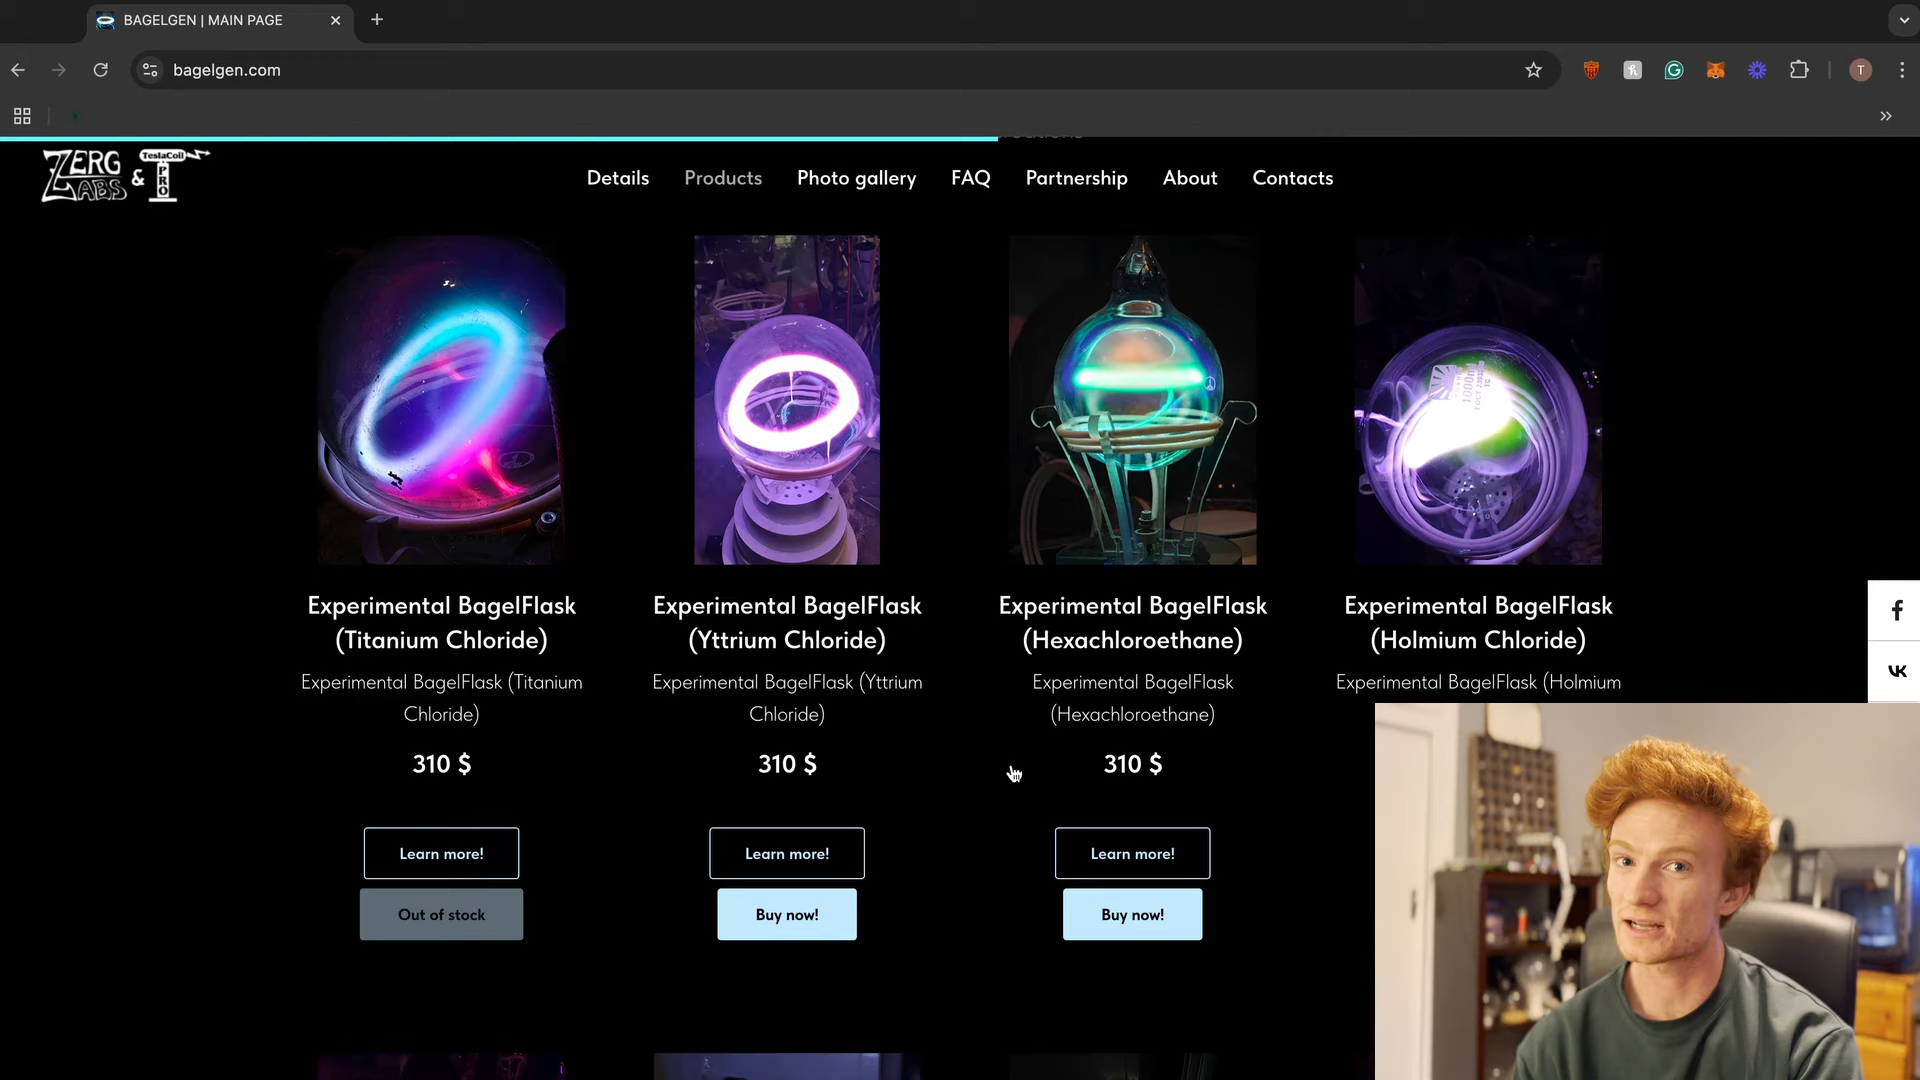 BAGELGEN | MAIN PAGE
bagelgen.com
T
ZERG LABS & TeslaCoil PRO
Details
Products
Photo gallery
FAQ
Partnership
About
Contacts
1000ml
Experimental BagelFlask
(Titanium Chloride)
Experimental BagelFlask (Titanium
Chloride)
310 $
Learn more!
Out of stock
Experimental BagelFlask
(Yttrium Chloride)
Experimental BagelFlask (Yttrium
Chloride)
310 $
Learn more!
Buy now!
Experimental BagelFlask
(Hexachloroethane)
Experimental BagelFlask
(Hexachloroethane)
310 $
Learn more!
Buy now!
Experimental BagelFlask
(Holmium Chloride)
Experimental BagelFlask (Holmium